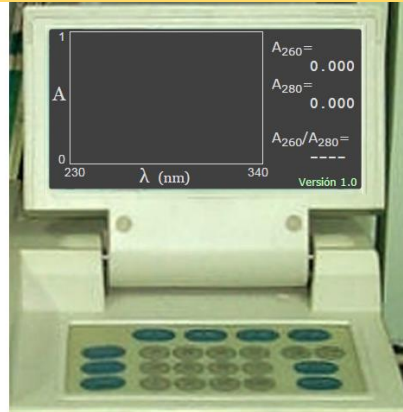 1
A₂₆₀=
0.000
A
A₂₈₀=
0.000
A₂₆₀/A₂₈₀=
----
0
230 λ (nm) 340
Versión 1.0